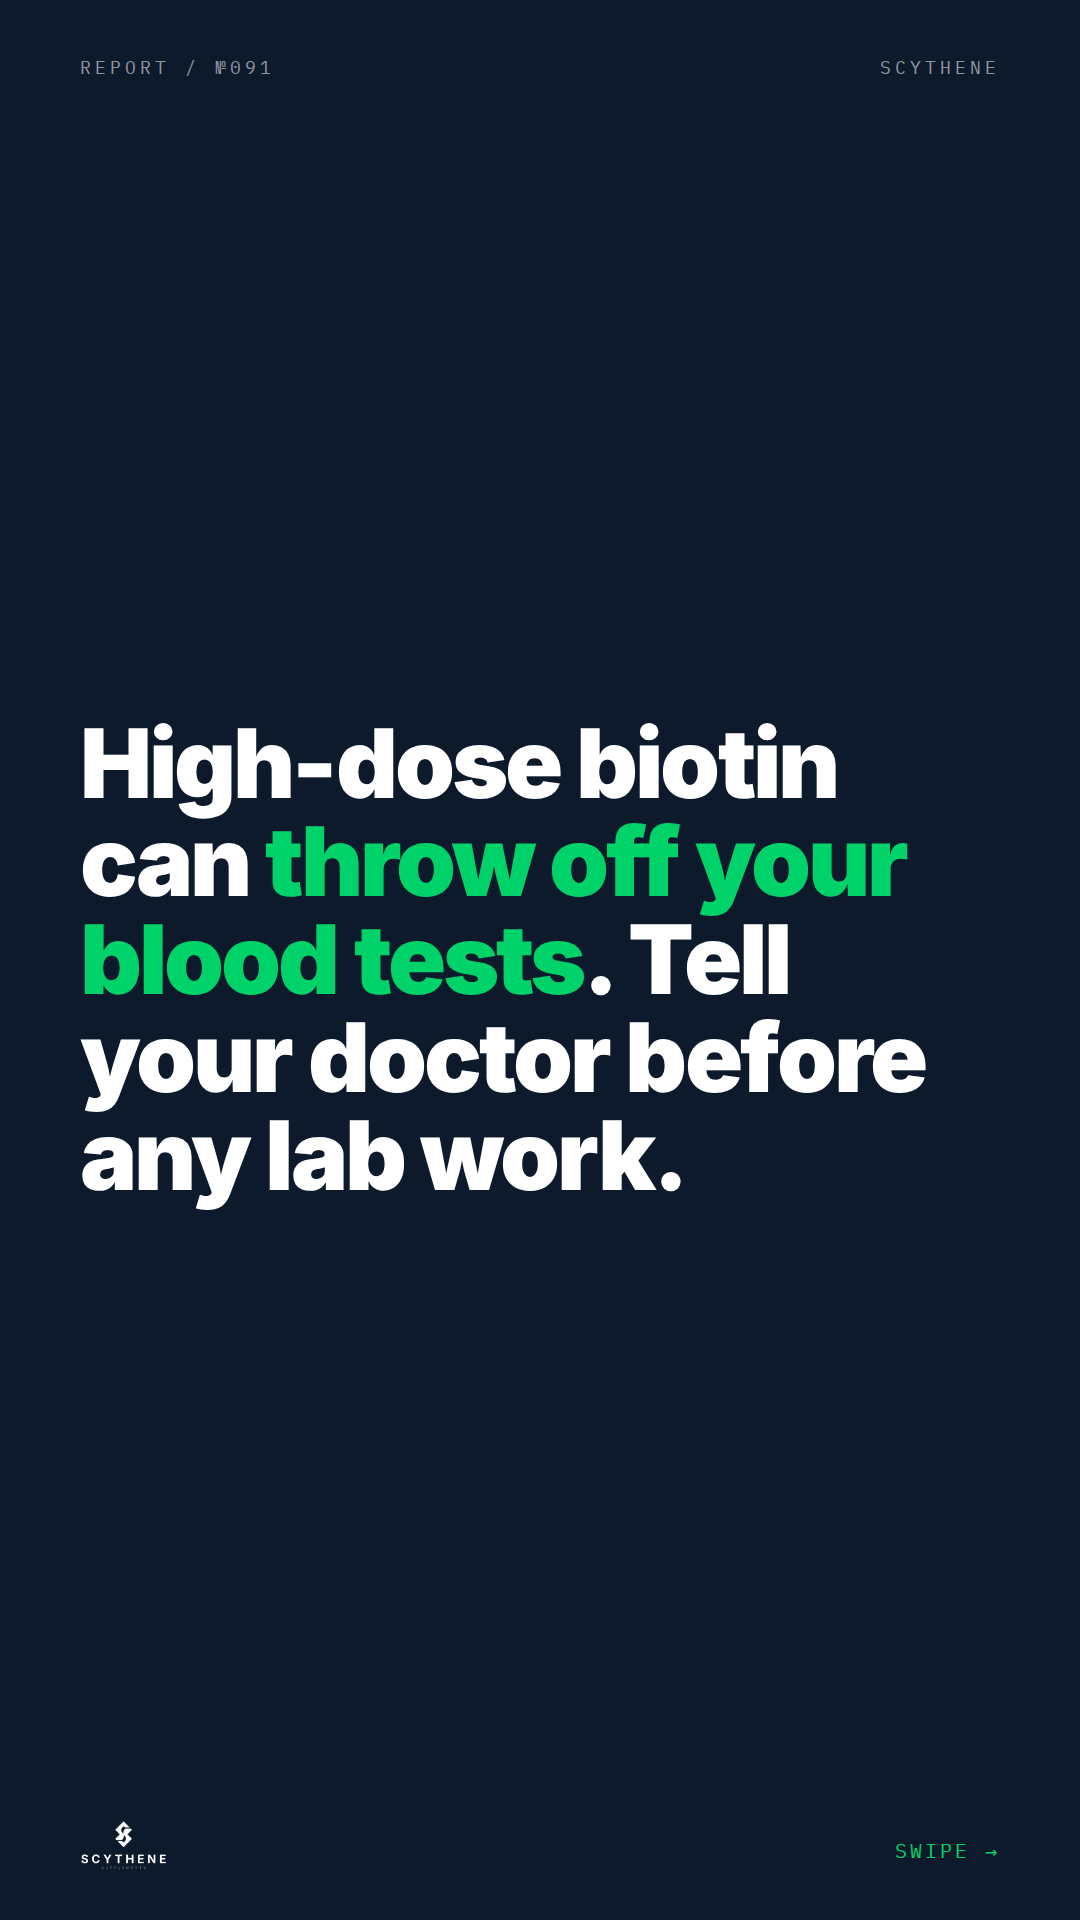 REPORT / №091
SCYTHENE
High-dose biotin
can throw off your
blood tests. Tell
your doctor before
any lab work.
SCYTHENE
SUPPLEMENTS
SWIPE →